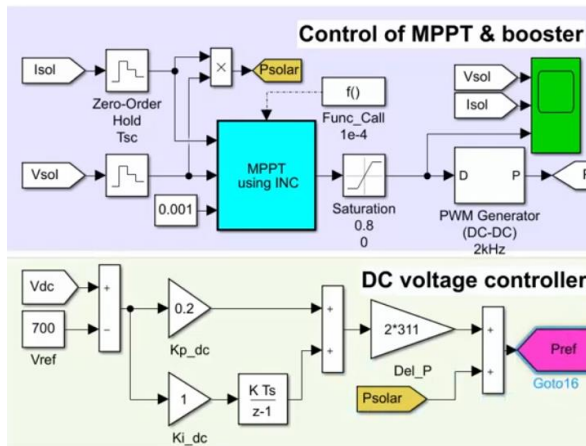 Control of MPPT & booster
Isol
×
Psolar
Zero-Order
Hold
Tsc
f()
Func_Call
1e-4
Vsol
Isol
MPPT
using INC
Vsol
0.001
Saturation
0.8
0
D P
PWM Generator
(DC-DC)
2kHz
DC voltage controller
Vdc
+
−
700
Vref
0.2
Kp_dc
+
+
2*311
Del_P
+
+
Pref
Goto16
1
Ki_dc
K Ts
z-1
Psolar